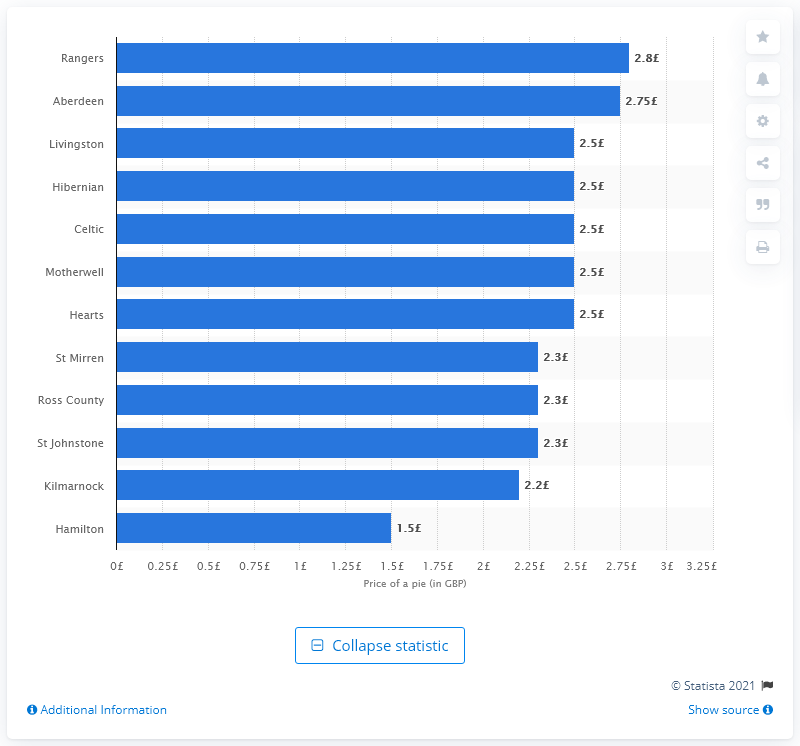 Rangers 2.8£
Aberdeen 2.75£
Livingston 2.5£
Hibernian 2.5£
Celtic 2.5£
Motherwell 2.5£
Hearts 2.5£
St Mirren 2.3£
Ross County 2.3£
St Johnstone 2.3£
Kilmarnock 2.2£
Hamilton 1.5£
0£ 0.25£ 0.5£ 0.75£ 1£ 1.25£ 1.5£ 1.75£ 2£ 2.25£ 2.5£ 2.75£ 3£ 3.25£
Price of a pie (in GBP)
Collapse statistic
© Statista 2021
Additional Information Show source